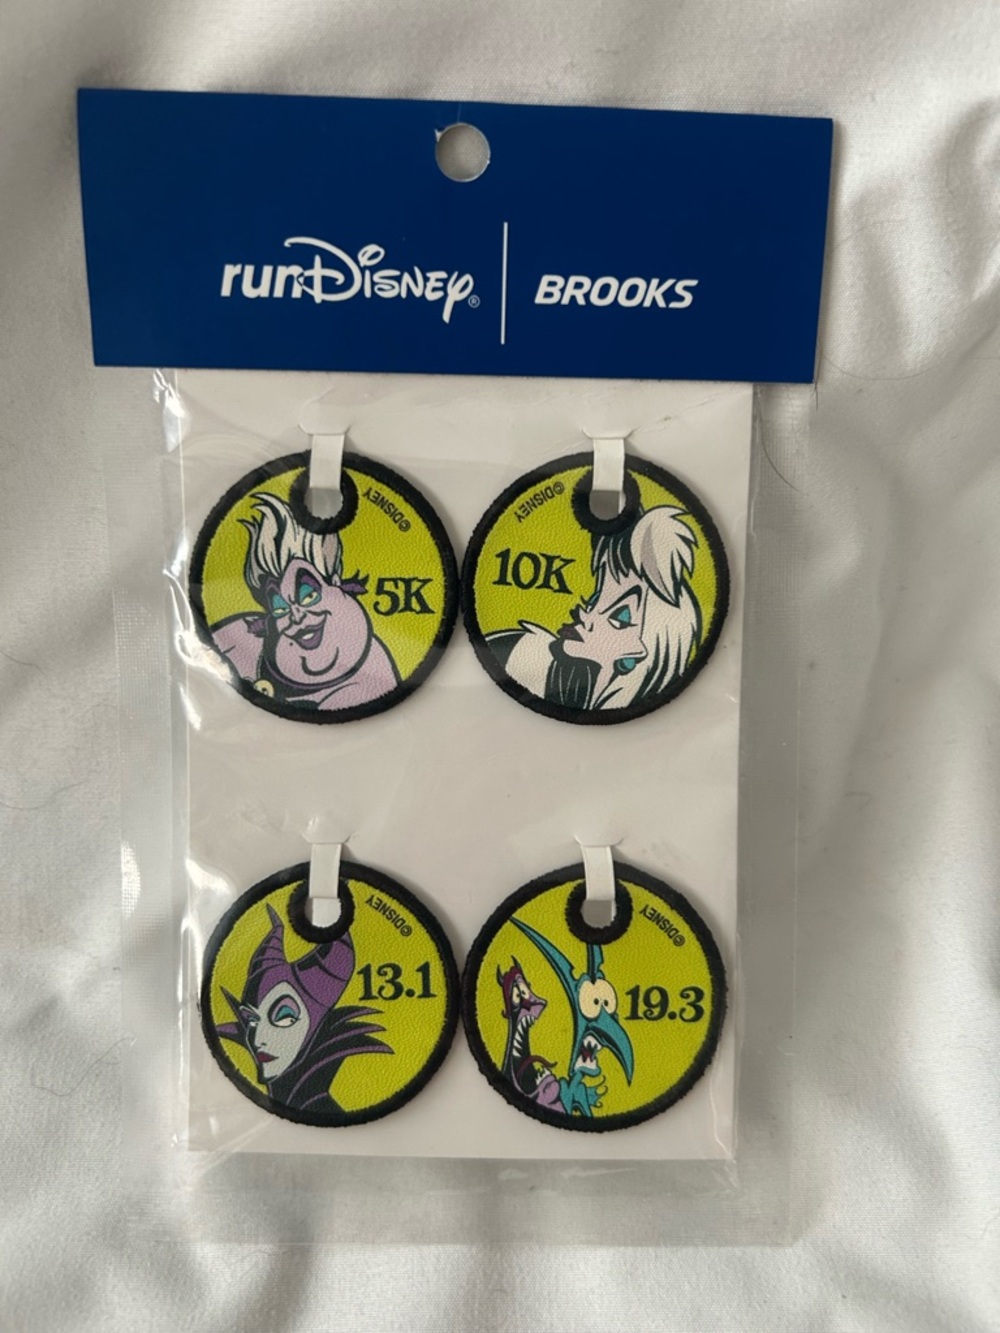 runDisney®
BROOKS
©DISNEY
5K
©DISNEY
10K
©DISNEY
13.1
©DISNEY
19.3